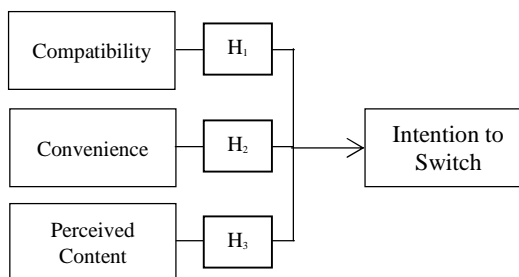 Compatibility
H₁
Convenience
H₂
Intention to
Switch
Perceived
Content
H₃